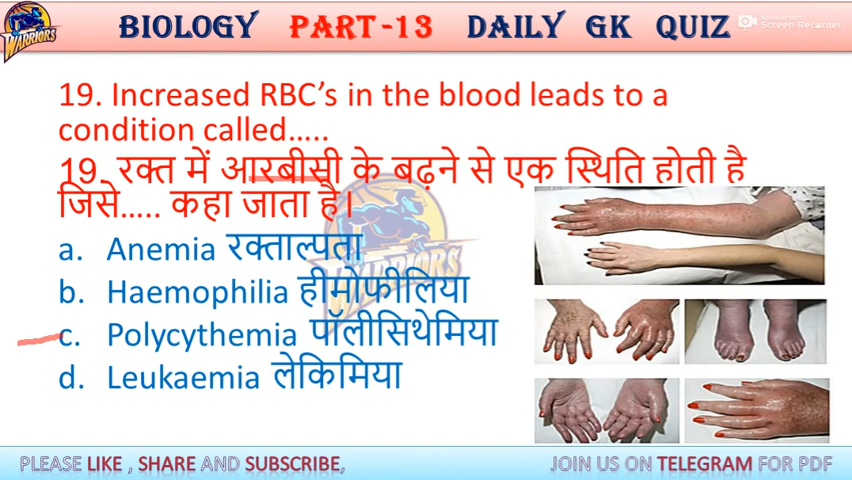 BIOLOGY PART -13 DAILY GK QUIZ
Screen Recorder
WARRIORS
19. Increased RBC's in the blood leads to a
condition called.....
19. रक्त में आरबीसी के बढ़ने से एक स्थिति होती है
जिसे..... कहा जाता है।
WARRIORS
a. Anemia रक्ताल्पता
b. Haemophilia हीमोफीलिया
c. Polycythemia पॉलीसिथेमिया
d. Leukaemia लेकिमिया
PLEASE LIKE , SHARE AND SUBSCRIBE, JOIN US ON TELEGRAM FOR PDF